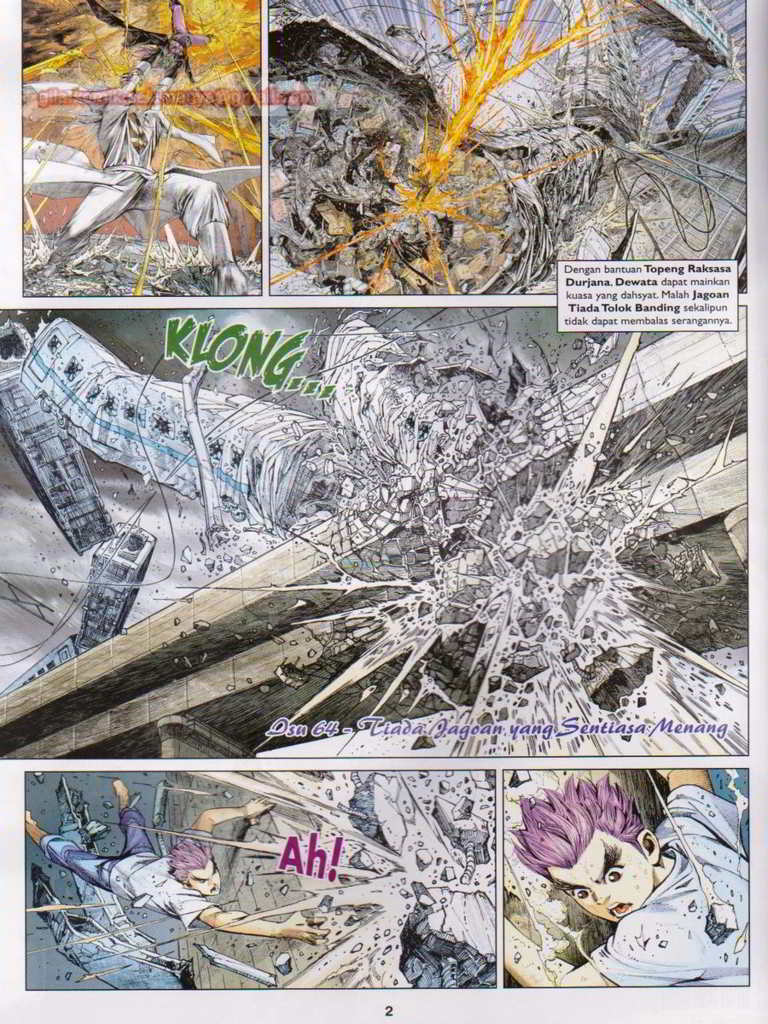 Dengan bantuan Topeng Raksasa
Durjana, Dewata dapat mainkan
kuasa yang dahsyat. Malah Jagoan
Tiada Tolok Banding sekalipun
tidak dapat membalas serangannya.
KLONG...
Isu 64 - Tiada Jagoan yang Sentiasa Menang
Ah!
2